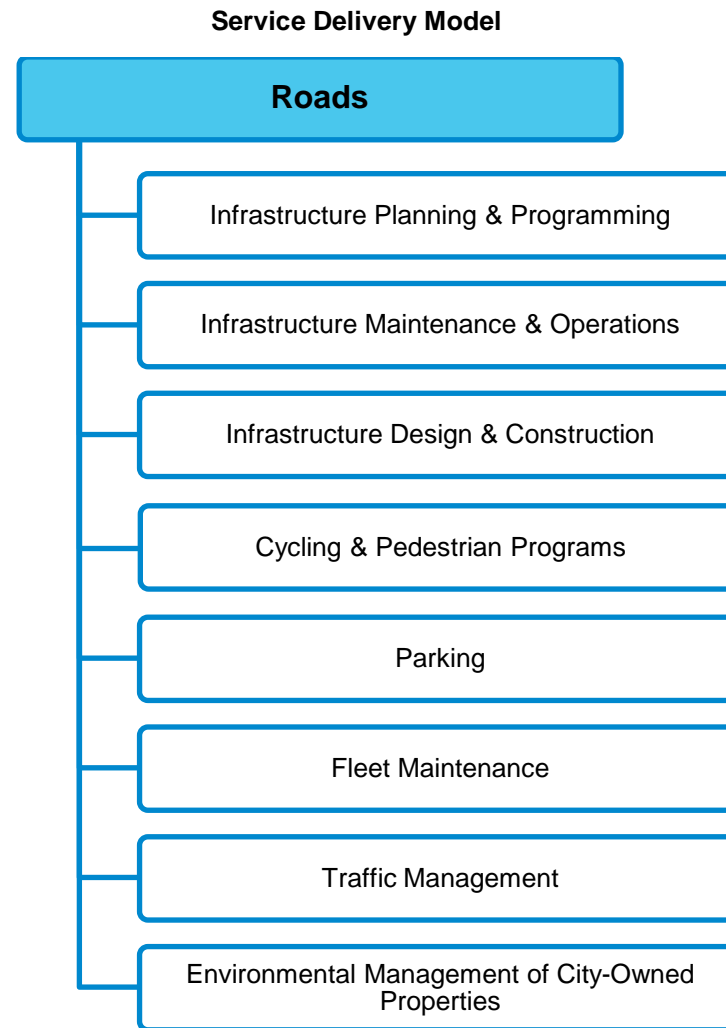 Service Delivery Model
Roads
Infrastructure Planning & Programming
Infrastructure Maintenance & Operations
Infrastructure Design & Construction
Cycling & Pedestrian Programs
Parking
Fleet Maintenance
Traffic Management
Environmental Management of City-Owned
Properties